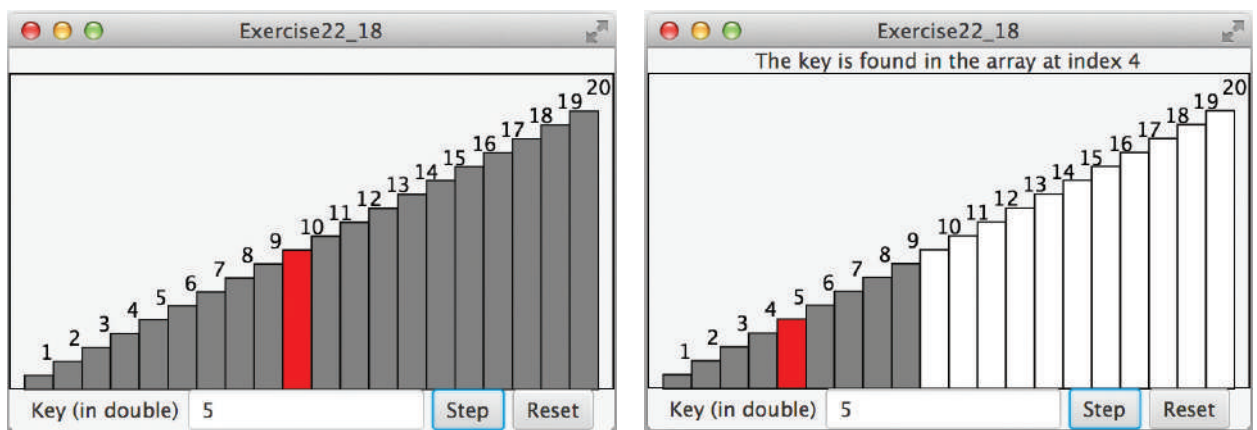 Exercise22_18
1 2 3 4 5 6 7 8 9 10 11 12 13 14 15 16 17 18 19 20
Key (in double) 5 Step Reset
Exercise22_18
The key is found in the array at index 4
1 2 3 4 5 6 7 8 9 10 11 12 13 14 15 16 17 18 19 20
Key (in double) 5 Step Reset